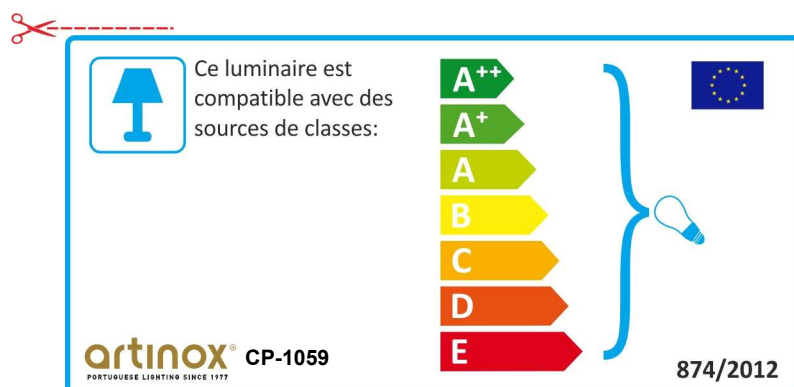 Ce luminaire est
compatible avec des
sources de classes:
A++
A+
A
B
C
D
E
artinox® CP-1059
PORTUGUESE LIGHTING SINCE 1977
874/2012